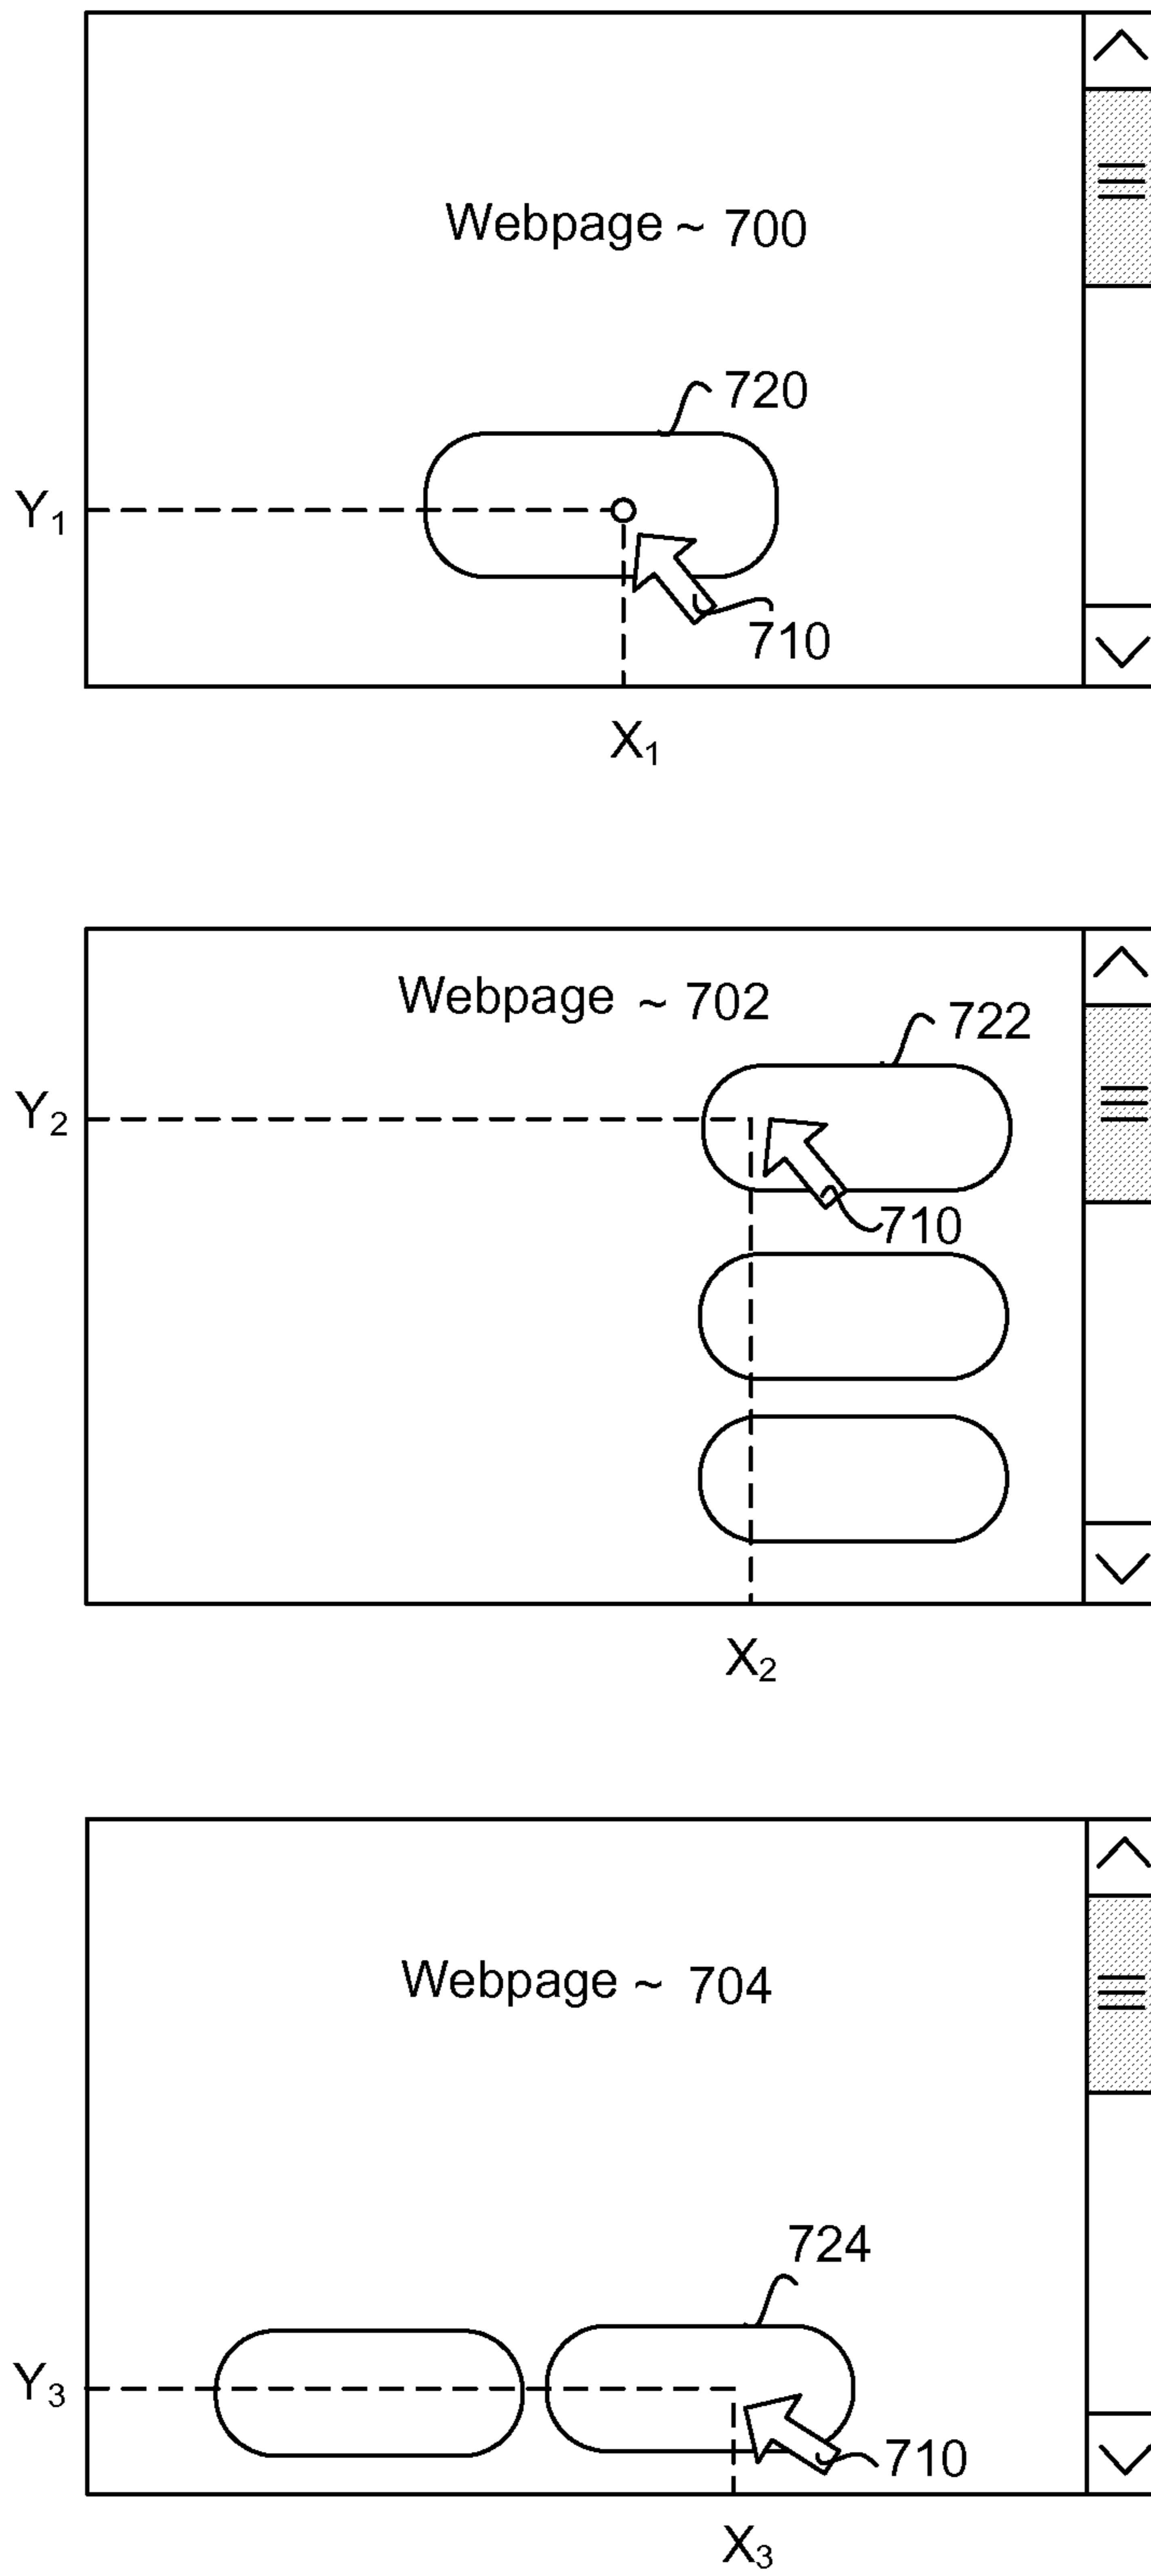 Webpage ~ 700
720
Y₁
710
X₁
Webpage ~ 702
722
Y₂
710
X₂
Webpage ~ 704
724
Y₃
710
X₃